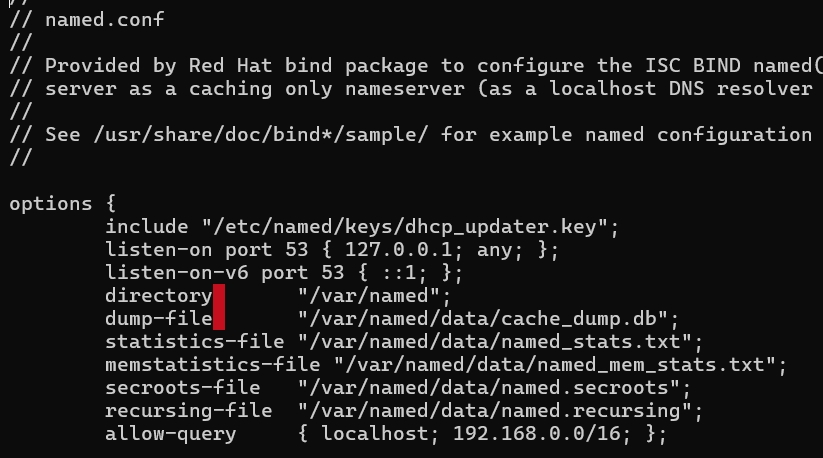 //
// named.conf
//
// Provided by Red Hat bind package to configure the ISC BIND named(
// server as a caching only nameserver (as a localhost DNS resolver
//
// See /usr/share/doc/bind*/sample/ for example named configuration
//

options {
        include "/etc/named/keys/dhcp_updater.key";
        listen-on port 53 { 127.0.0.1; any; };
        listen-on-v6 port 53 { ::1; };
        directory       "/var/named";
        dump-file       "/var/named/data/cache_dump.db";
        statistics-file "/var/named/data/named_stats.txt";
        memstatistics-file "/var/named/data/named_mem_stats.txt";
        secroots-file   "/var/named/data/named.secroots";
        recursing-file  "/var/named/data/named.recursing";
        allow-query     { localhost; 192.168.0.0/16; };